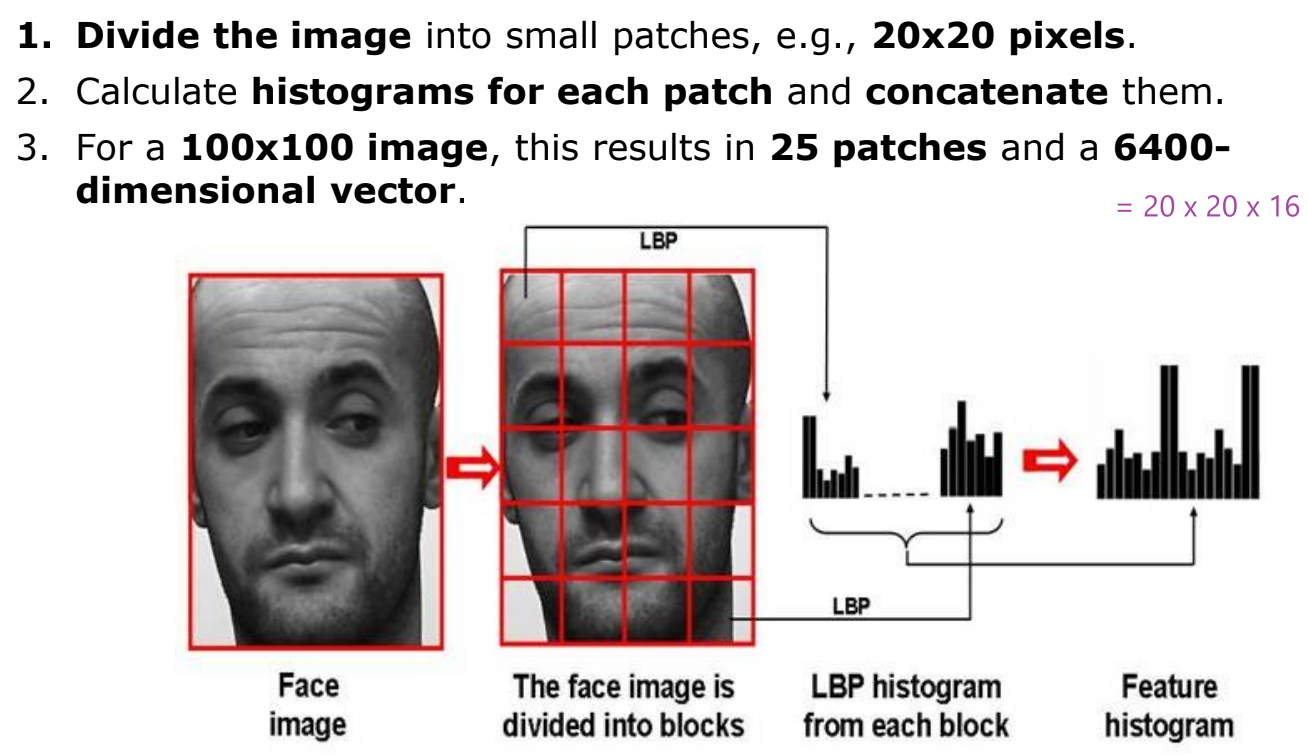 1. Divide the image into small patches, e.g., 20x20 pixels.
2. Calculate histograms for each patch and concatenate them.
3. For a 100x100 image, this results in 25 patches and a 6400-
dimensional vector.
= 20 x 20 x 16
LBP
LBP
Face
image
The face image is
divided into blocks
LBP histogram
from each block
Feature
histogram